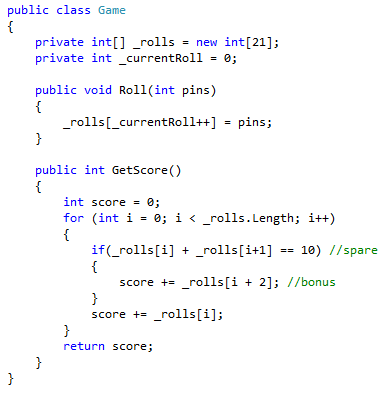 public class Game
{
    private int[] _rolls = new int[21];
    private int _currentRoll = 0;

    public void Roll(int pins)
    {
        _rolls[_currentRoll++] = pins;
    }

    public int GetScore()
    {
        int score = 0;
        for (int i = 0; i < _rolls.Length; i++)
        {
            if(_rolls[i] + _rolls[i+1] == 10) //spare
            {
                score += _rolls[i + 2]; //bonus
            }
            score += _rolls[i];
        }
        return score;
    }
}